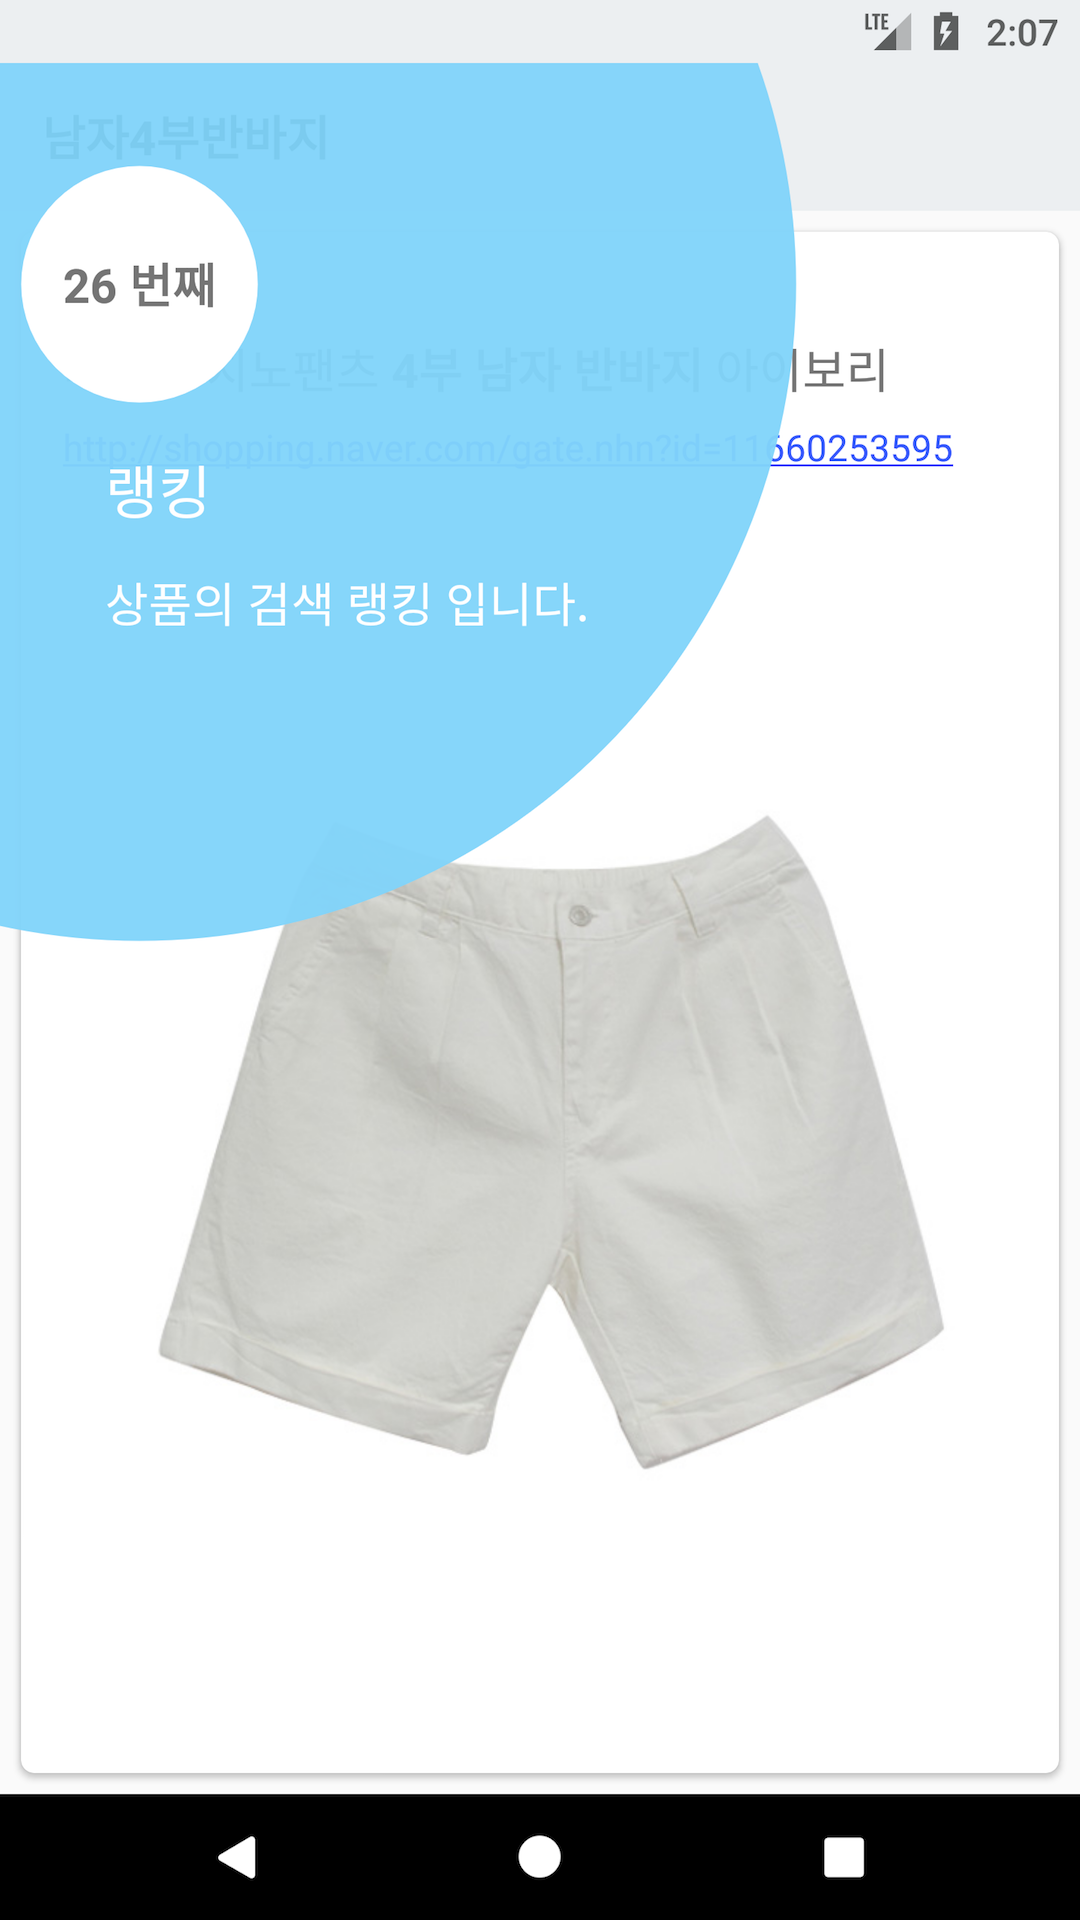 LTE 2:07
남자4부반바지
26 번째
치노팬츠 4부 남자 반바지 아이보리
http://shopping.naver.com/gate.nhn?id=11660253595
랭킹
상품의 검색 랭킹 입니다.